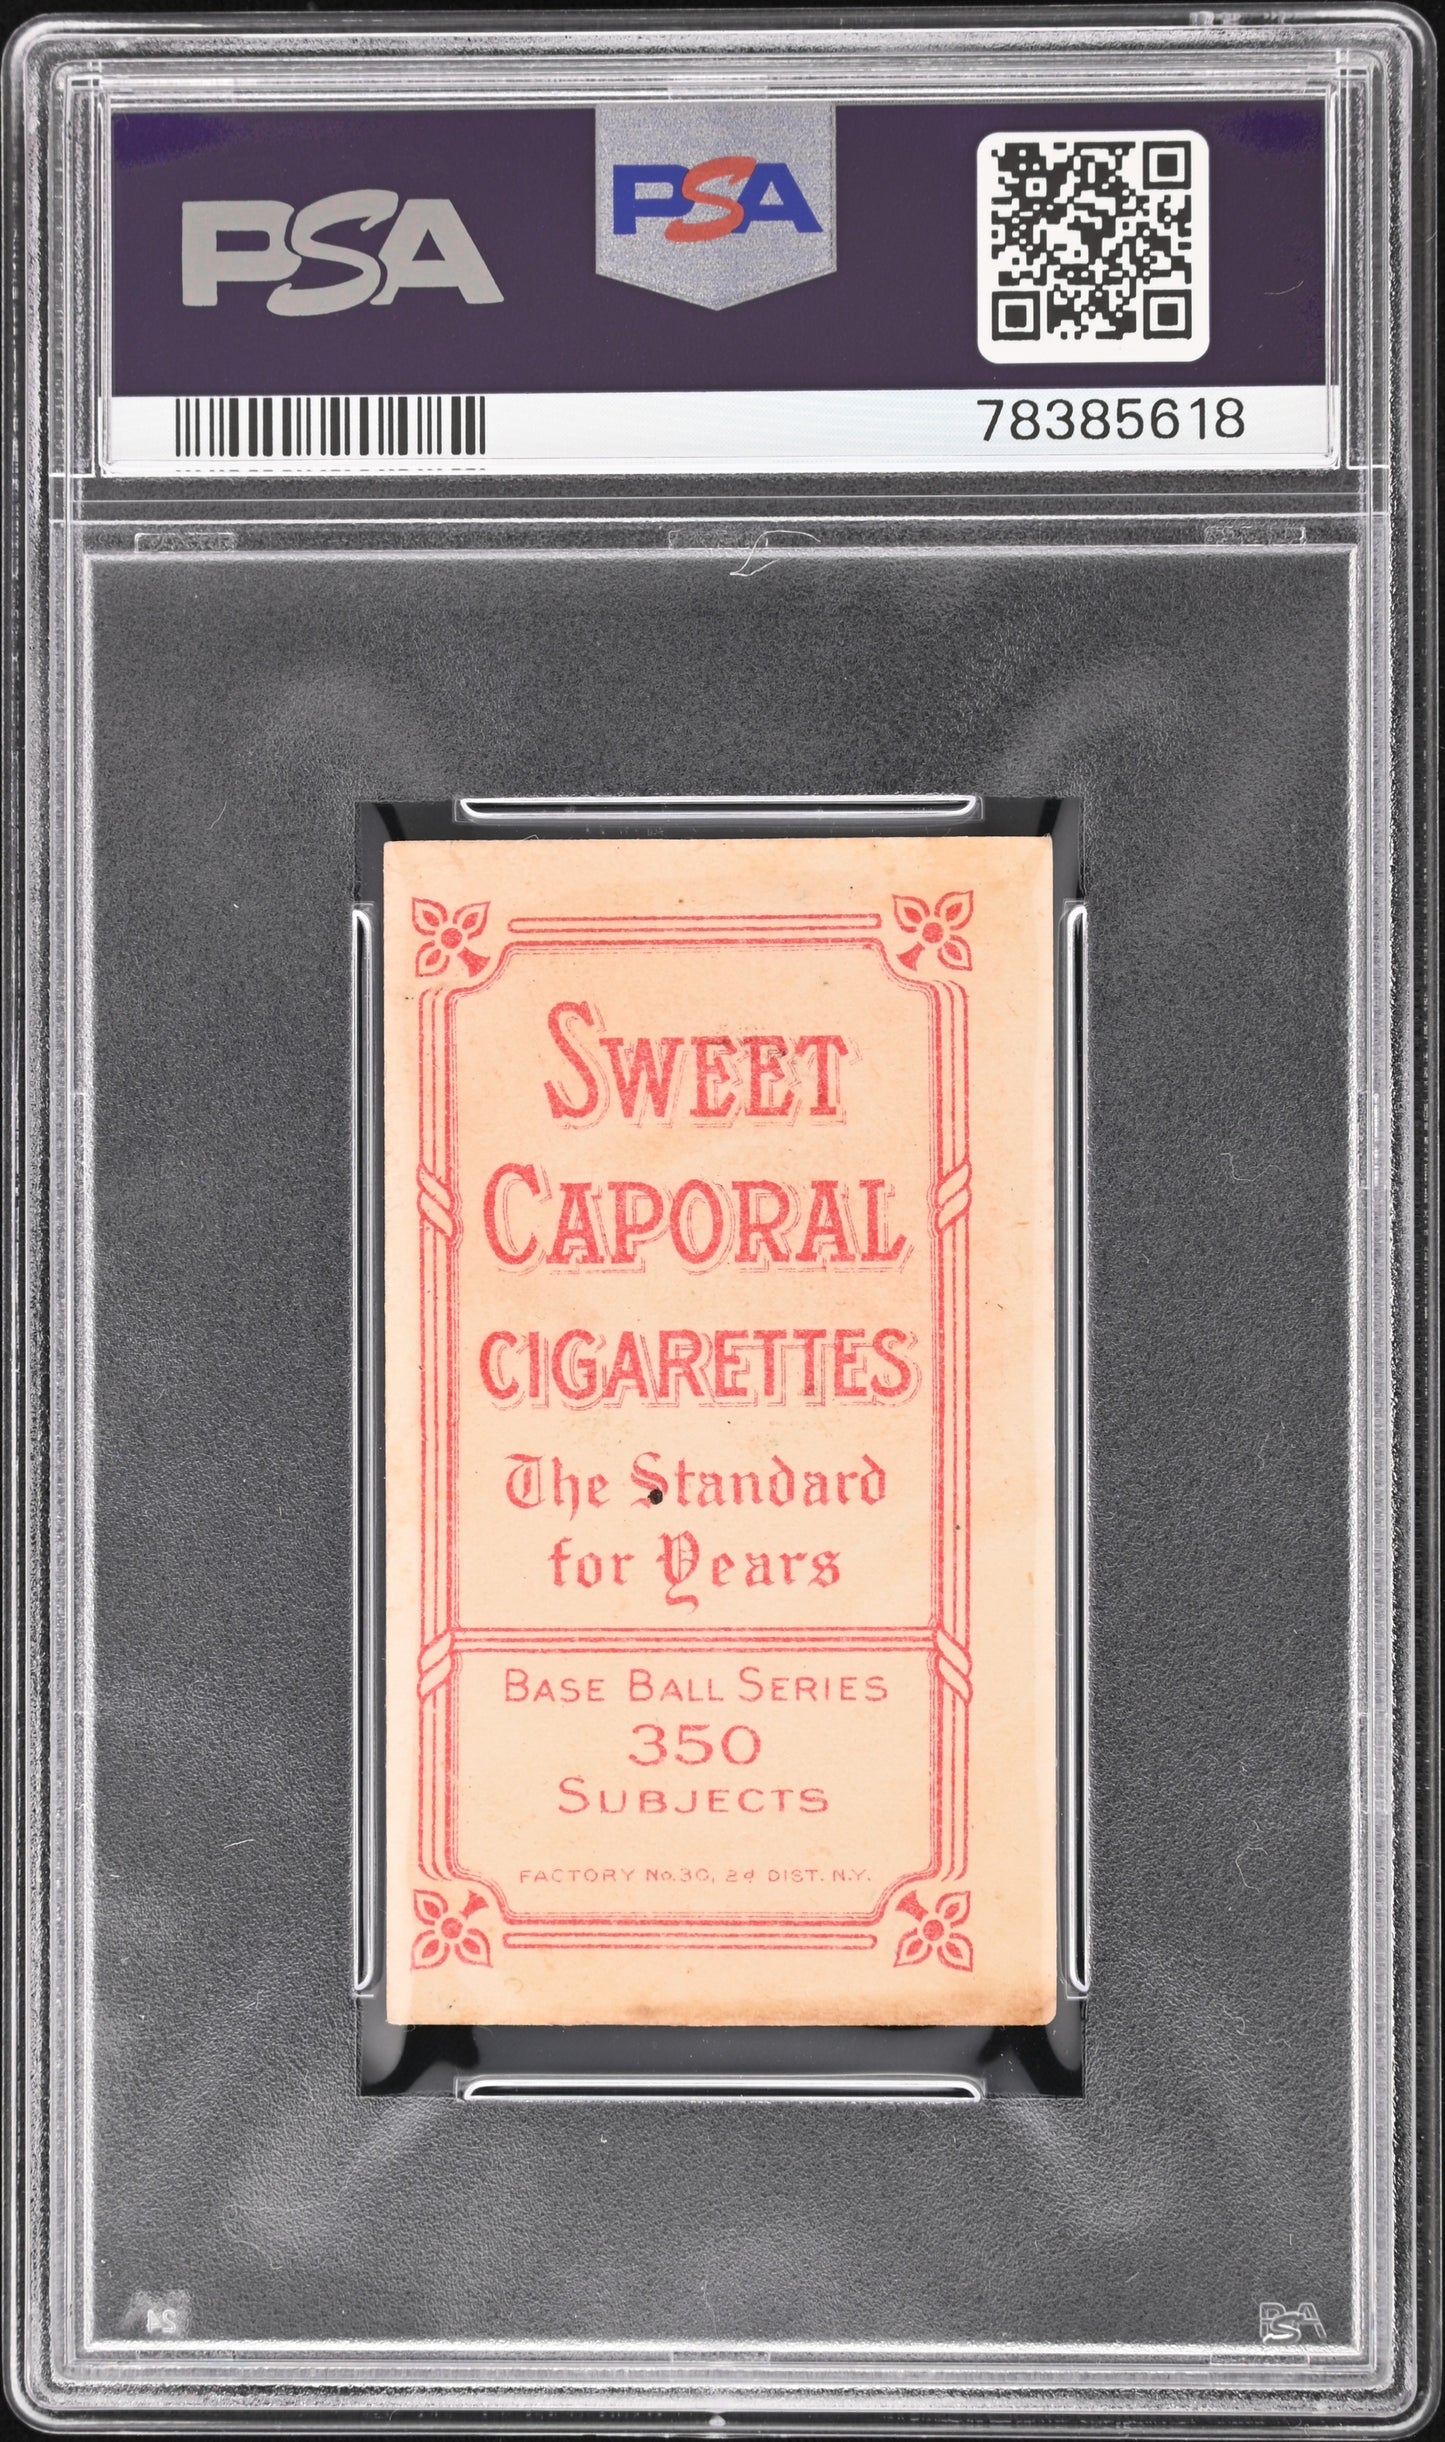 PSA
PSA
78385618
SWEET
CAPORAL
CIGARETTES
The Standard
for Years
BASE BALL SERIES
350
SUBJECTS
FACTORY No. 30, 2d DIST. N.Y.
PSA